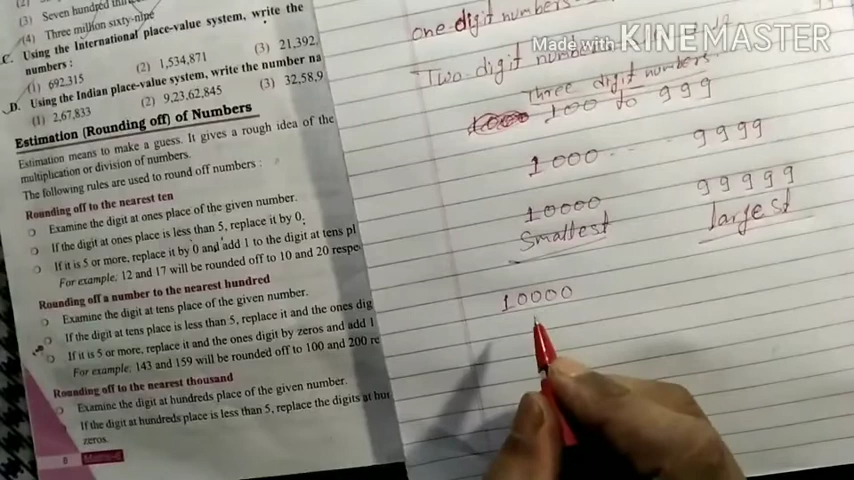 (3) Seven hundred
(4) Three million sixty-nine
C. Using the International place-value system, write the
numbers :
(1) 692,315 (2) 1,534,871 (3) 21,392,
D. Using the Indian place-value system, write the number na
(1) 2,67,833 (2) 9,23,62,845 (3) 32,58,9
Estimation (Rounding off) of Numbers
Estimation means to make a guess. It gives a rough idea of the
multiplication or division of numbers.
The following rules are used to round off numbers :
Rounding off to the nearest ten
Examine the digit at ones place of the given number.
If the digit at ones place is less than 5, replace it by 0.
If it is 5 or more, replace it by 0 and add 1 to the digit at tens pl
For example: 12 and 17 will be rounded off to 10 and 20 respe
Rounding off a number to the nearest hundred
Examine the digit at tens place of the given number.
If the digit at tens place is less than 5, replace it and the ones dig
If it is 5 or more, replace it and the ones digit by zeros and add 1
For example: 143 and 159 will be rounded off to 100 and 200 re
Rounding off to the nearest thousand
Examine the digit at hundreds place of the given number.
If the digit at hundreds place is less than 5, replace the digits at hu
zeros.
8
one-digit numbers
Made with KINEMASTER
Two-digit
Three digit numbers
100 to 999
1000 9999
10000 99999
Smallest largest
10000